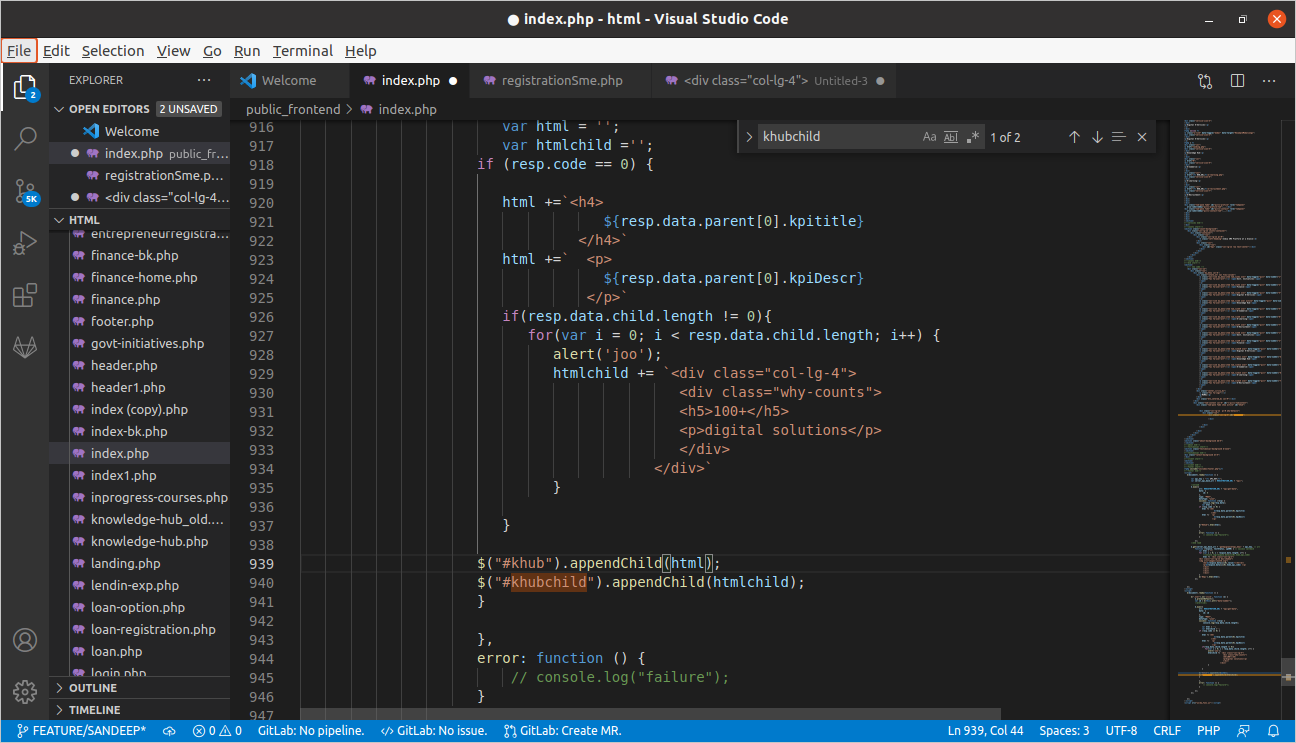 index.php - html - Visual Studio Code
File Edit Selection View Go Run Terminal Help
2
5K
EXPLORER ...
OPEN EDITORS 2 UNSAVED
Welcome
index.php public_fr...
registrationSme.p...
<div class="col-lg-4...
HTML
entrepreneurregistra...
finance-bk.php
finance-home.php
finance.php
footer.php
govt-initiatives.php
header.php
header1.php
index (copy).php
index-bk.php
index.php
index1.php
inprogress-courses.php
knowledge-hub_old....
knowledge-hub.php
landing.php
lendin-exp.php
loan-option.php
loan-registration.php
loan.php
login.php
OUTLINE
TIMELINE
Welcome index.php registrationSme.php <div class="col-lg-4"> Untitled-3
public_frontend > index.php
khubchild Aa Abl .* 1 of 2
916 var html = '';
917 var htmlchild ='';
918 if (resp.code == 0) {
919
920 html +=`<h4>
921 ${resp.data.parent[0].kpititle}
922 </h4>`
923 html +=` <p>
924 ${resp.data.parent[0].kpiDescr}
925 </p>`
926 if(resp.data.child.length != 0){
927 for(var i = 0; i < resp.data.child.length; i++) {
928 alert('joo');
929 htmlchild += `<div class="col-lg-4">
930 <div class="why-counts">
931 <h5>100+</h5>
932 <p>digital solutions</p>
933 </div>
934 </div>`
935 }
936
937 }
938
939 $("#khub").appendChild(html);
940 $("#khubchild").appendChild(htmlchild);
941 }
942
943 },
944 error: function () {
945 // console.log("failure");
946 }
947
FEATURE/SANDEEP* 0 0 GitLab: No pipeline. GitLab: No issue. GitLab: Create MR. Ln 939, Col 44 Spaces: 3 UTF-8 CRLF PHP